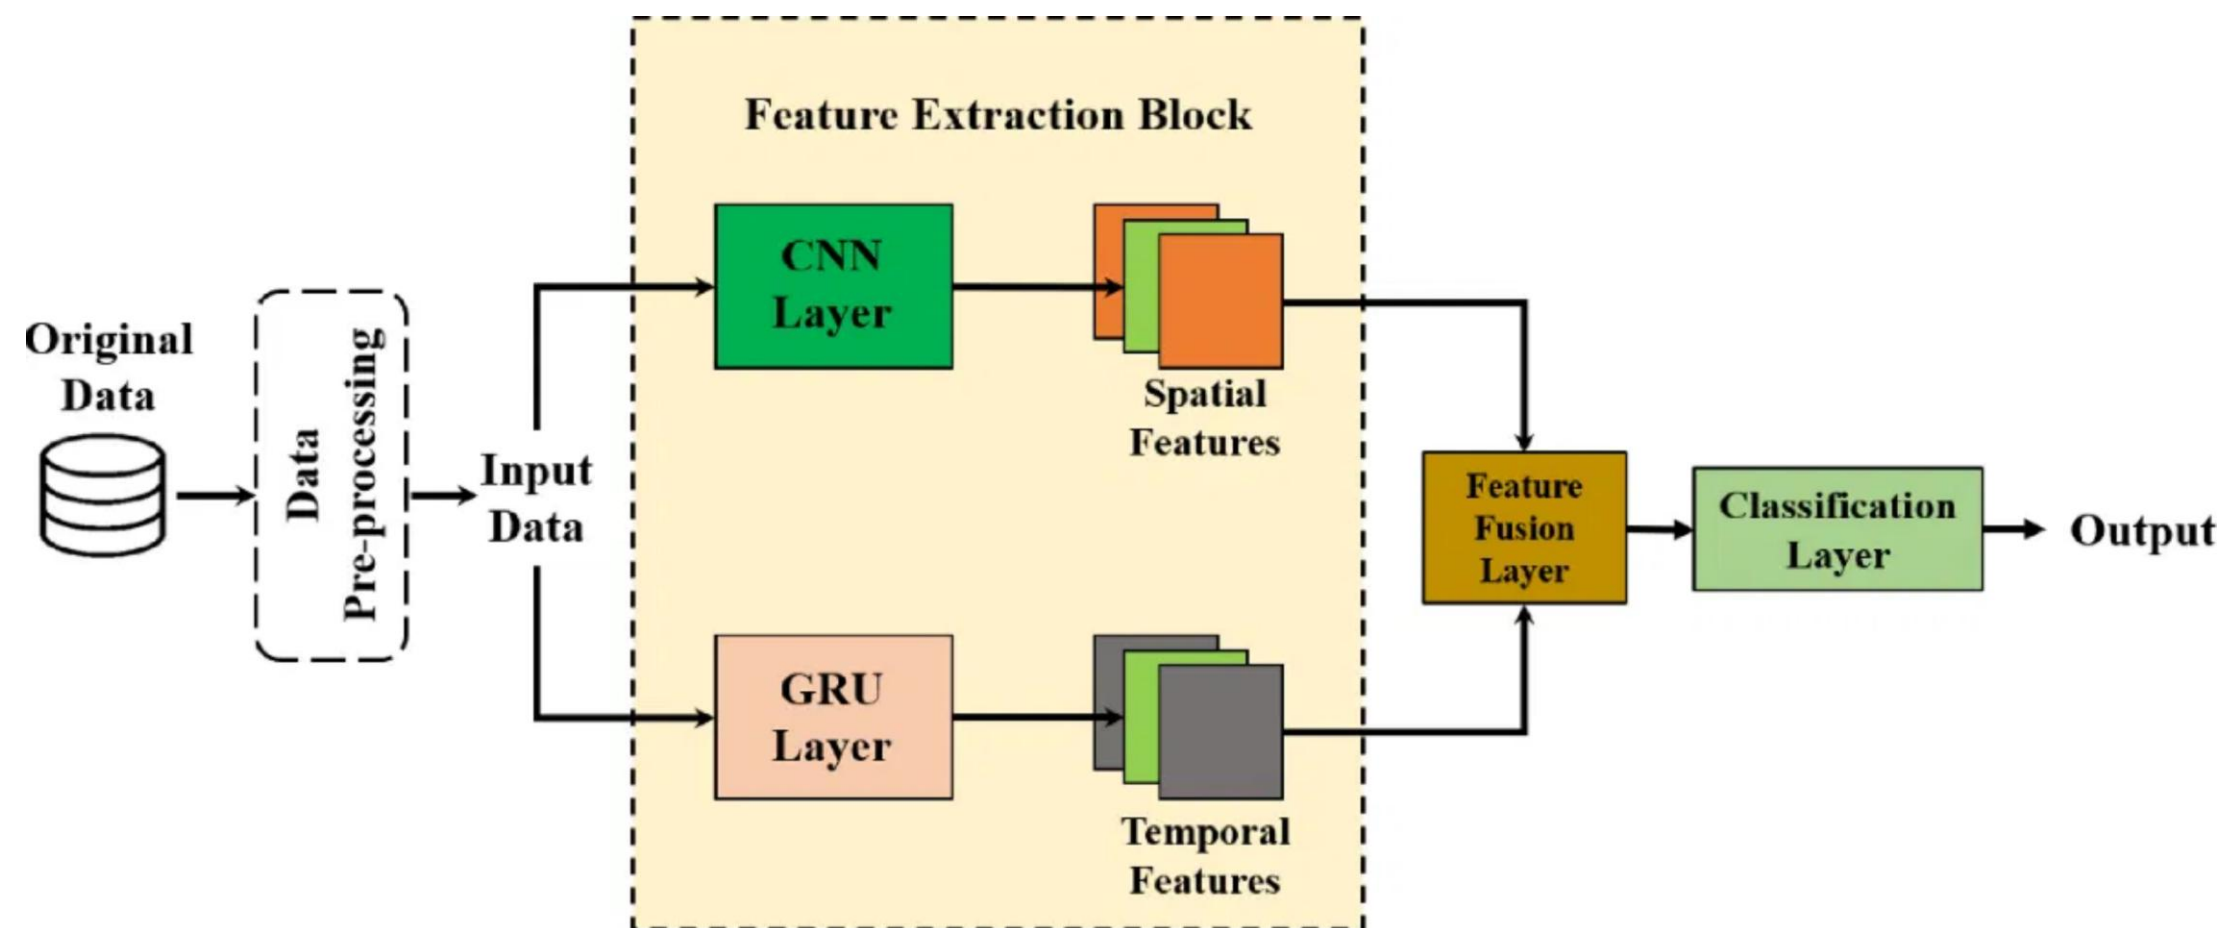 Feature Extraction Block
Original
Data
Data
Pre-processing
Input
Data
CNN
Layer
Spatial
Features
GRU
Layer
Temporal
Features
Feature
Fusion
Layer
Classification
Layer
Output